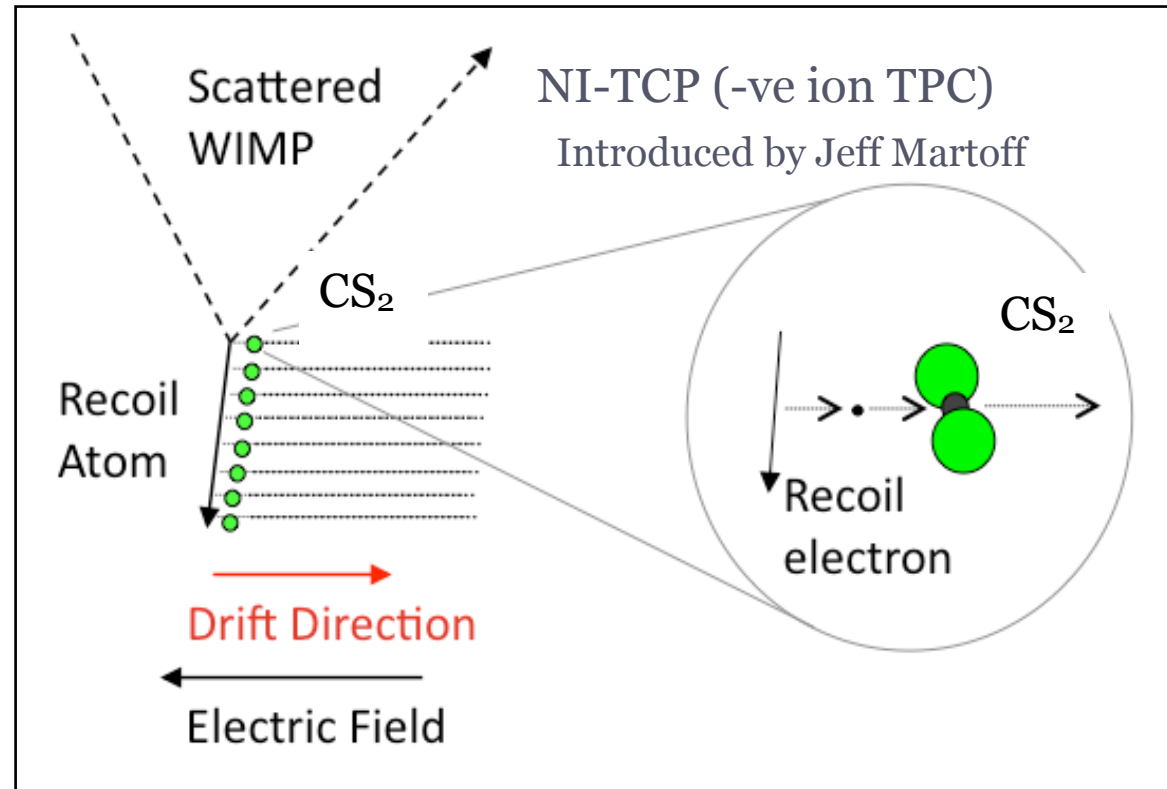 Scattered
WIMP
NI-TCP (-ve ion TPC)
Introduced by Jeff Martoff
CS₂
Recoil
Atom
CS₂
Recoil
electron
Drift Direction
Electric Field